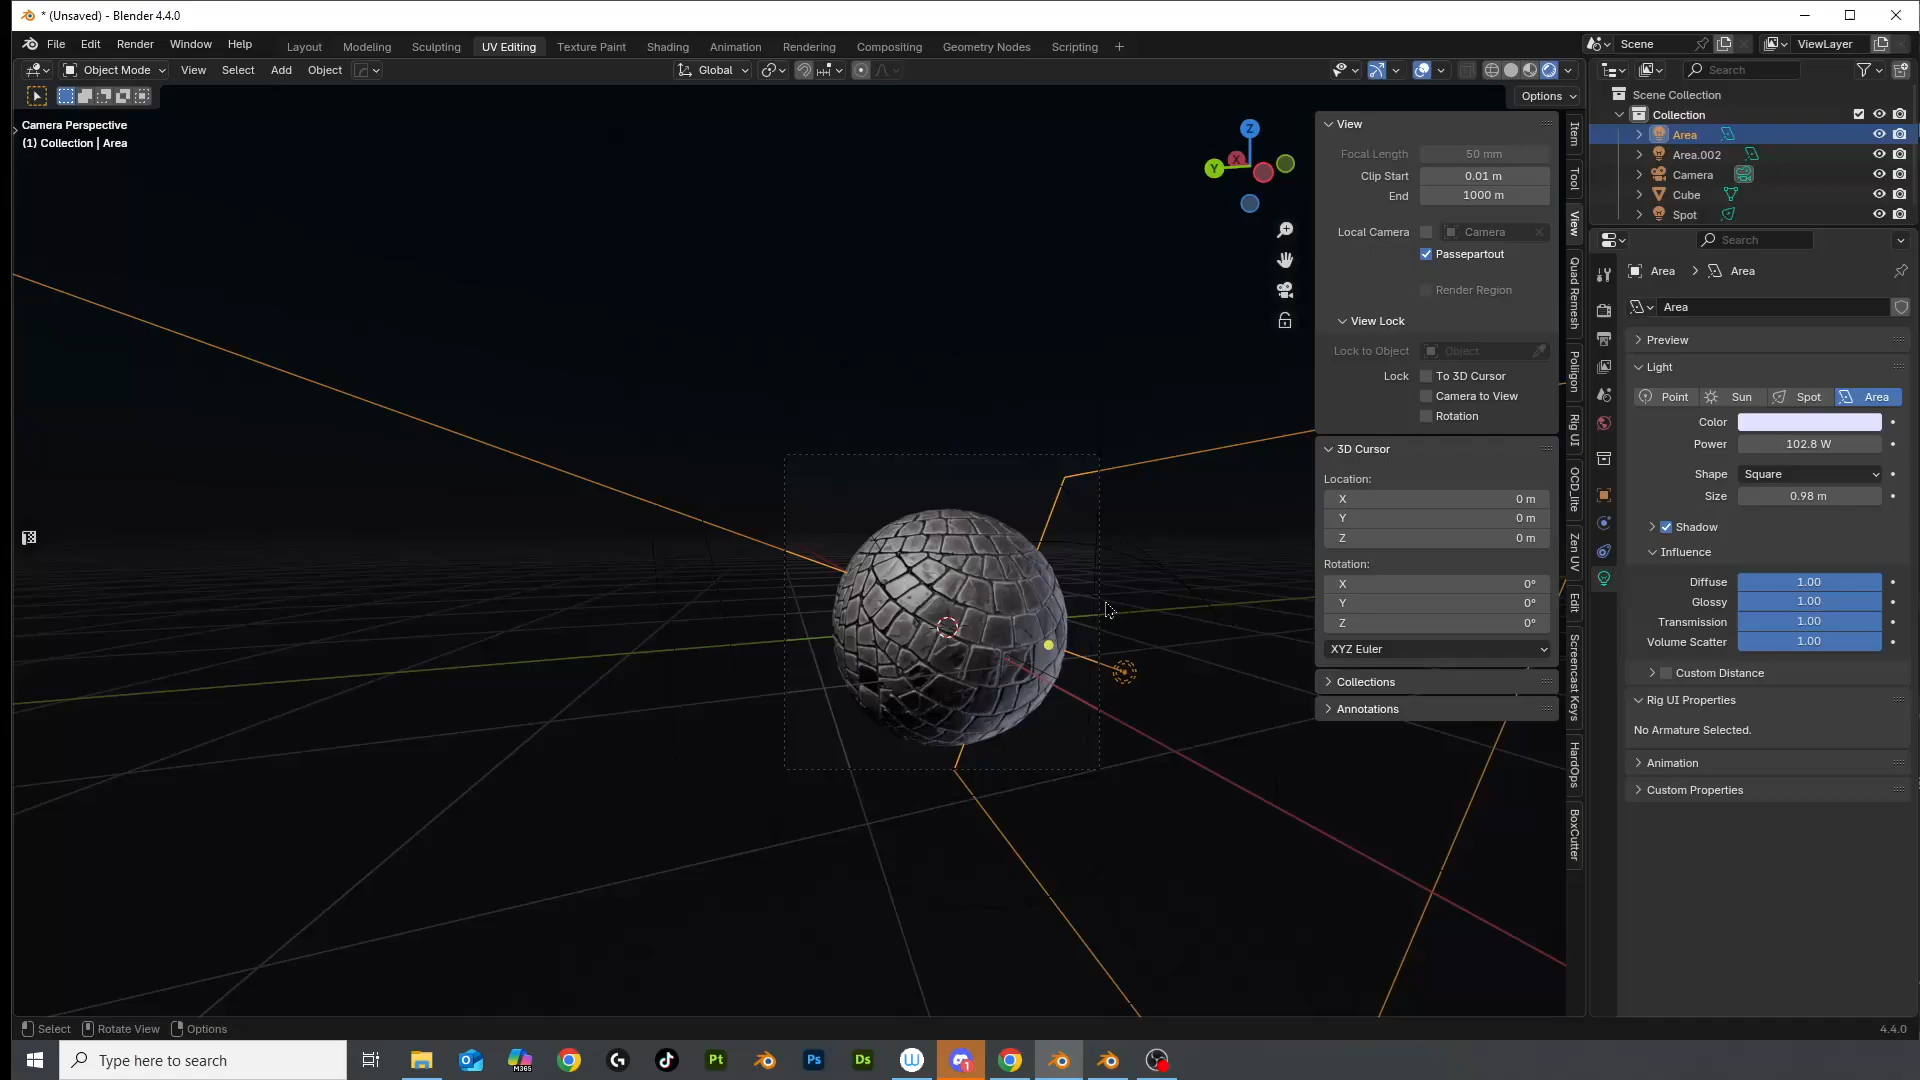 * (Unsaved) - Blender 4.4.0
File Edit Render Window Help
Layout Modeling Sculpting UV Editing Texture Paint Shading Animation Rendering Compositing Geometry Nodes Scripting +
Scene
ViewLayer
Object Mode View Select Add Object
Global
Search
Options
Camera Perspective
(1) Collection | Area
Z
Y
X
View
Focal Length 50 mm
Clip Start 0.01 m
End 1000 m
Local Camera Camera
Passepartout
Render Region
View Lock
Lock to Object Object
Lock To 3D Cursor
Camera to View
Rotation
3D Cursor
Location:
X 0 m
Y 0 m
Z 0 m
Rotation:
X 0°
Y 0°
Z 0°
XYZ Euler
Collections
Annotations
Item
Tool
View
Quad Remesh
Poliigon
Rig UI
OCD_lite
Zen UV
Edit
Screencast Keys
HardOps
BoxCutter
Scene Collection
Collection
Area
Area.002
Camera
Cube
Spot
Search
Area > Area
Area
Preview
Light
Point Sun Spot Area
Color
Power 102.8 W
Shape Square
Size 0.98 m
Shadow
Influence
Diffuse 1.00
Glossy 1.00
Transmission 1.00
Volume Scatter 1.00
Custom Distance
Rig UI Properties
No Armature Selected.
Animation
Custom Properties
Select Rotate View Options
4.4.0
Type here to search
M365
Pt
Ps
Ds
1